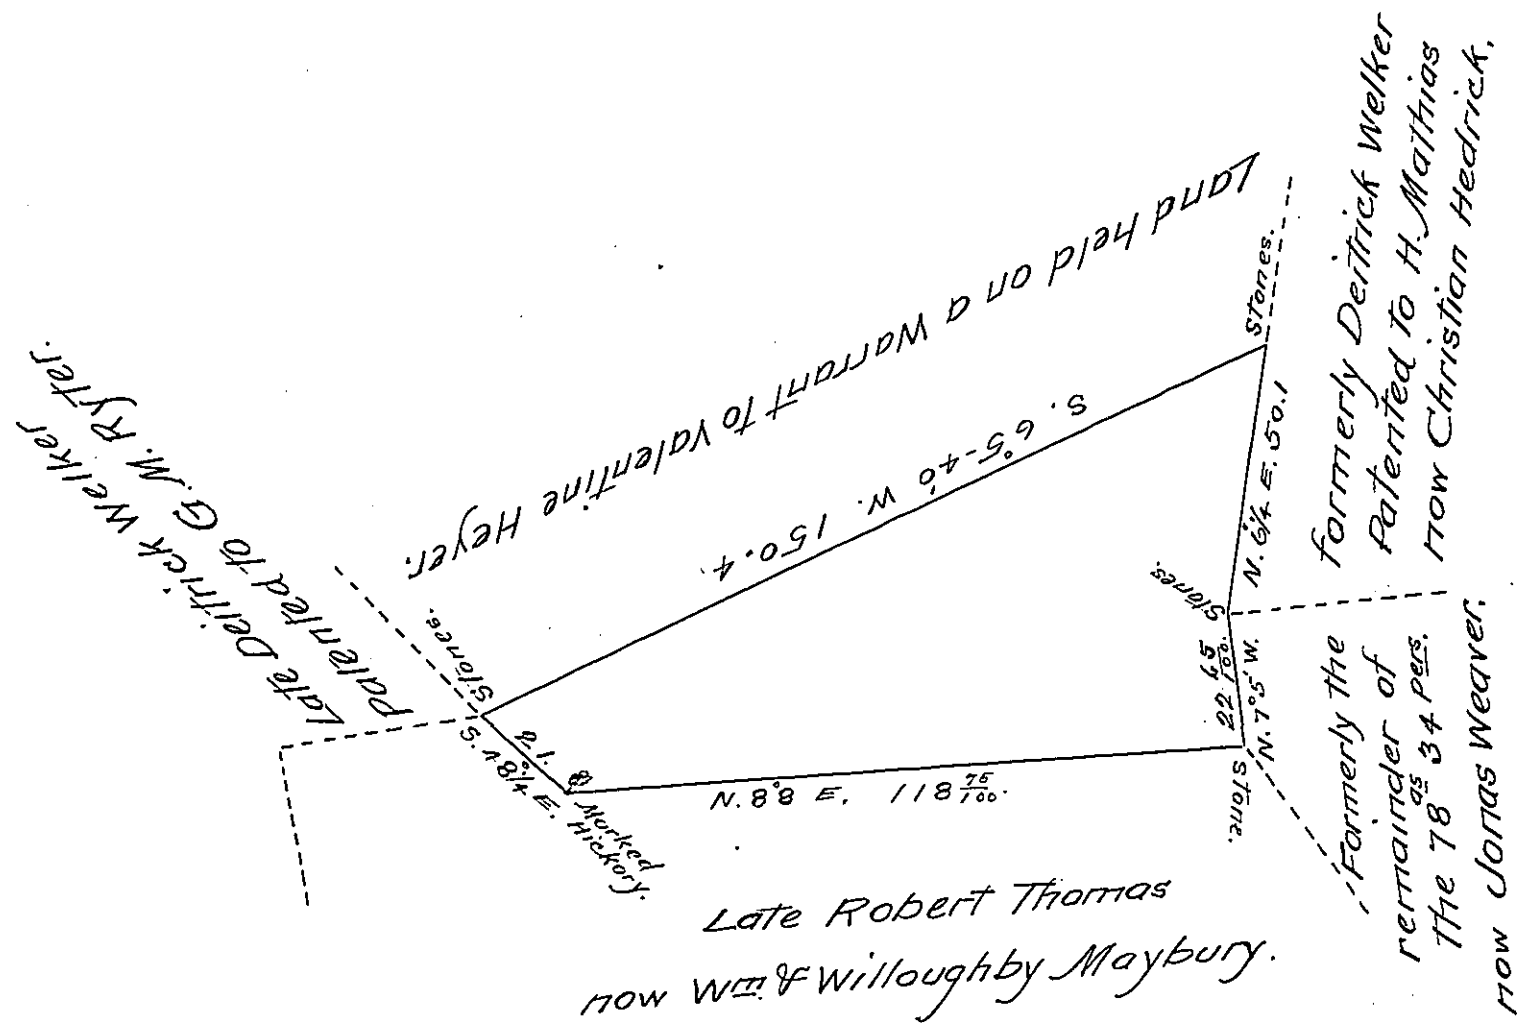 Late Deitrick Welker
Patented to G. M. Ryter.
Land held on a Warrant to Valentine Heyer.
Stones.
S. 65°-40' W. 150.4.
Stones.
S. 48¼° E. 21.
Marked
Hickory.
N. 88° E. 118 75/100.
Stone.
N. 7°5' W.
22 65/100.
Stones.
N. 6¼° E. 50.1
formerly Deitrick Welker
Patented to H. Mathias
now Christian Hedrick.
Formerly the
remainder of
the 78 as 34 pers.
now Jonas Weaver.
Late Robert Thomas
now Wm. & Willoughby Maybury.